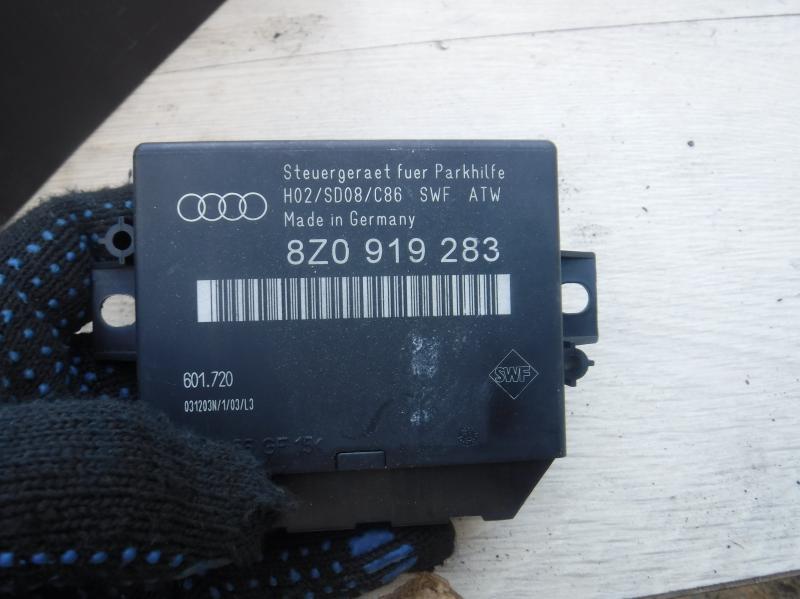 Steuergeraet fuer Parkhilfe
H02/SD08/C86 SWF ATW
Made in Germany
8Z0 919 283
601.720
SWF
031203N/1/03/L3